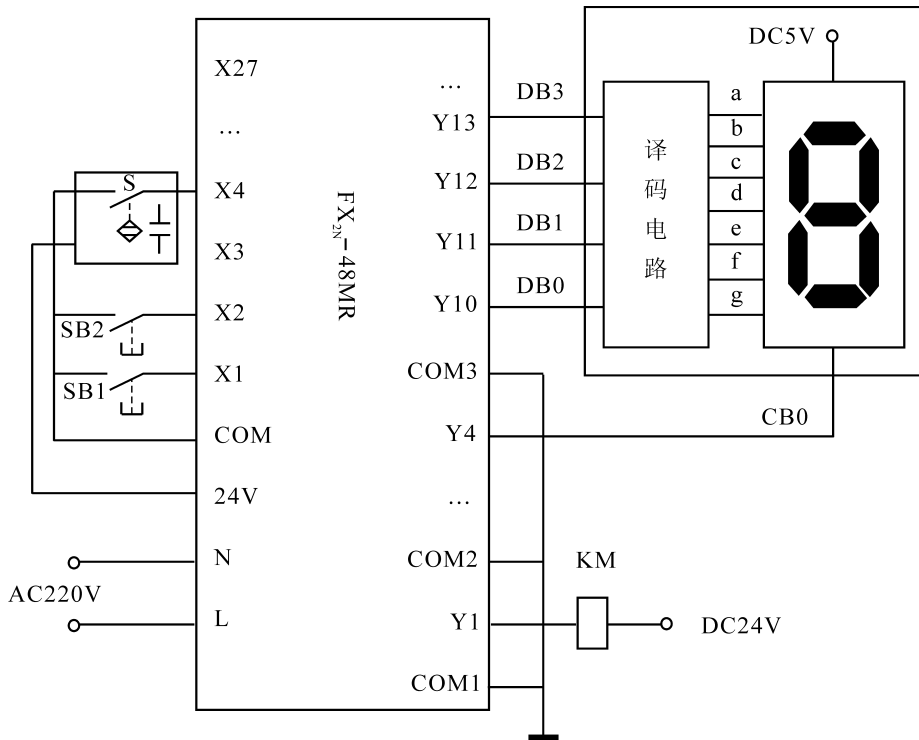 X27
...
S
X4
X3
SB2
X2
SB1
X1
COM
24V
N
AC220V
L
FX2N-48MR
...
Y13
Y12
Y11
Y10
COM3
Y4
...
COM2
Y1
COM1
DB3
DB2
DB1
DB0
译码电路
a
b
c
d
e
f
g
DC5V
CB0
KM
DC24V